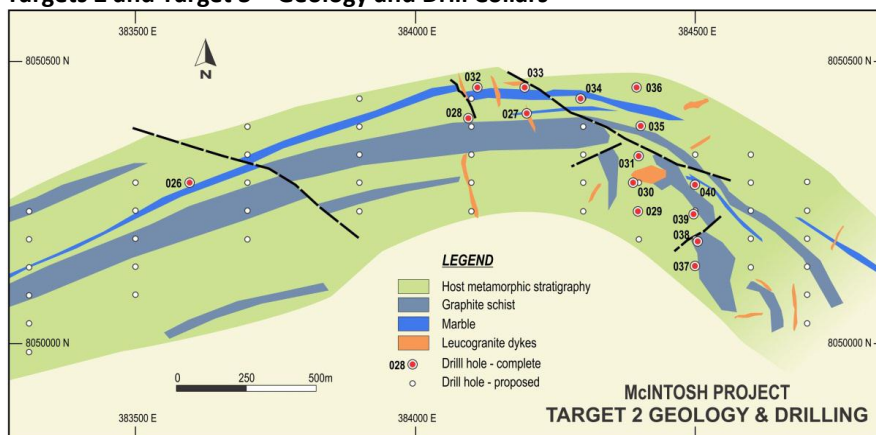 Targets 2 and Target 3 – Geology and Drill Collars
383500 E
384000 E
384500 E
8050500 N
8050500 N
N
032
033
034
036
028
027
035
031
026
030
040
029
039
038
037
LEGEND
Host metamorphic stratigraphy
Graphite schist
Marble
Leucogranite dykes
028 Drilll hole - complete
Drill hole - proposed
8050000 N
8050000 N
0 250 500m
McINTOSH PROJECT
TARGET 2 GEOLOGY & DRILLING
383500 E
384000 E
384500 E